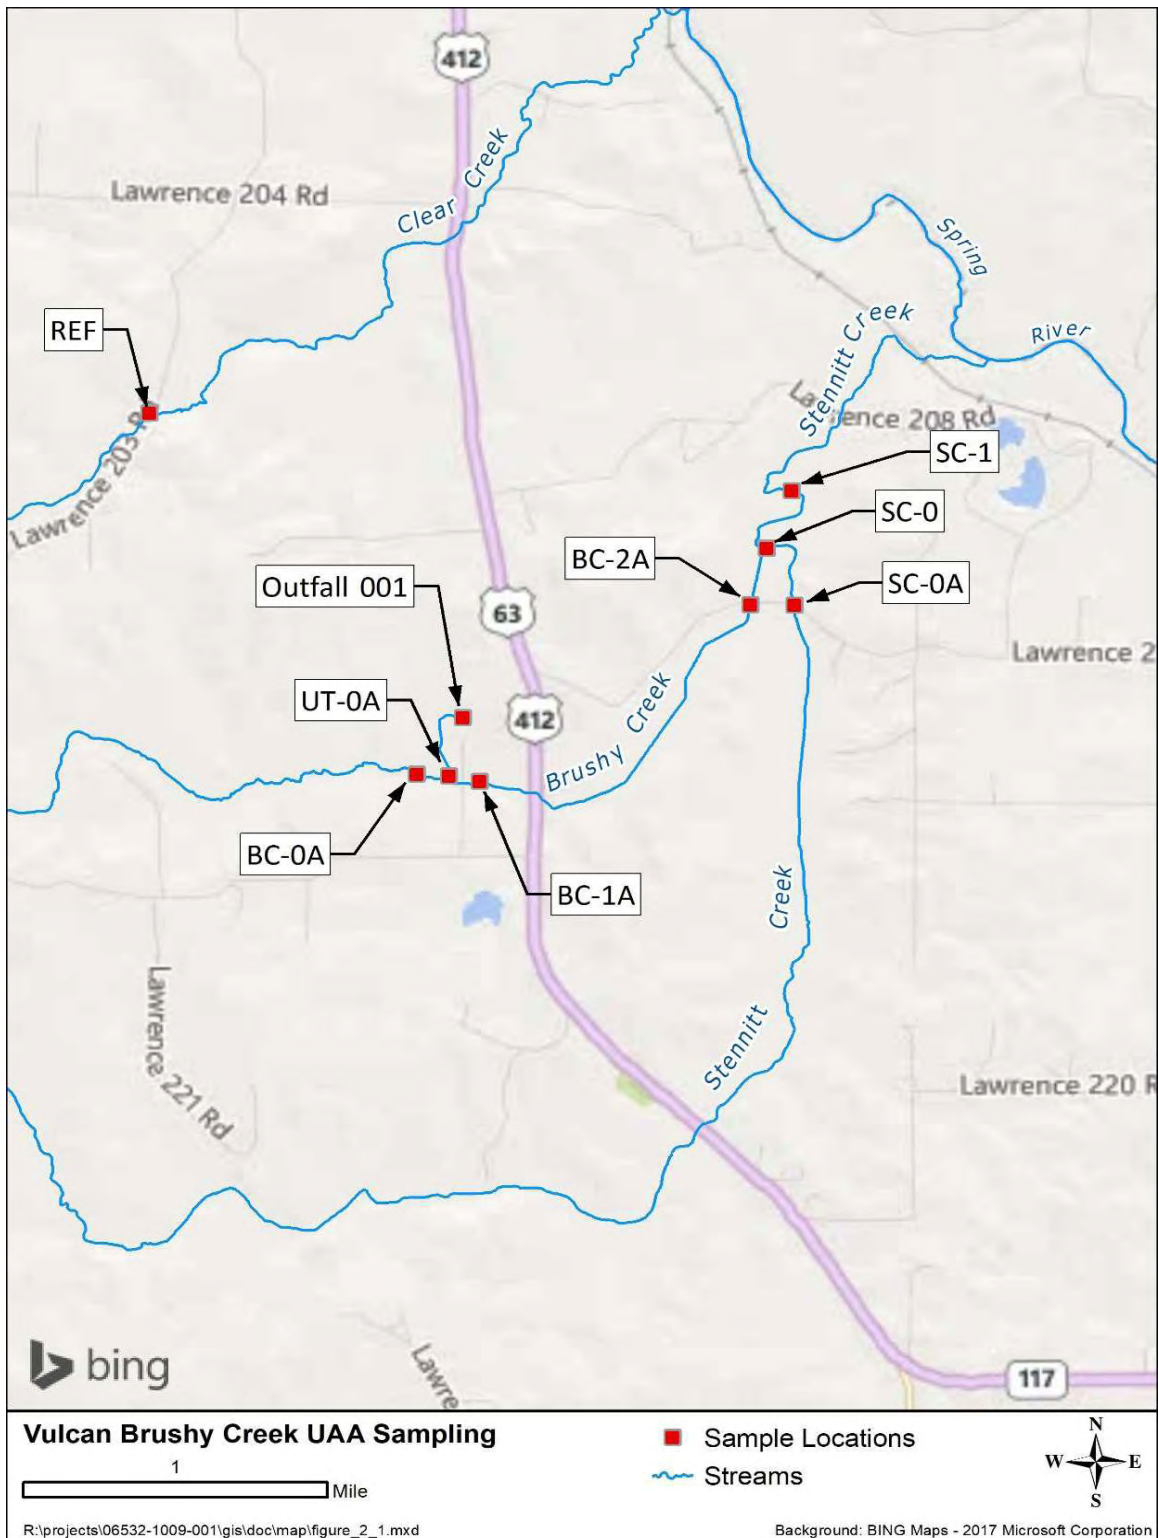 412
Lawrence 204 Rd
Clear Creek
Spring
River
REF
Stennitt Creek
Lawrence 203 Rd
Lawrence 208 Rd
SC-1
SC-0
BC-2A
SC-0A
Outfall 001
63
Lawrence 2
UT-0A
412
Brushy Creek
BC-0A
BC-1A
Creek
Stennitt
Lawrence 221 Rd
Lawrence 220 R
Lawre
bing
117
Vulcan Brushy Creek UAA Sampling
1
Mile
Sample Locations
Streams
N
W
E
S
R:\projects\06532-1009-001\gis\doc\map\figure_2_1.mxd
Background: BING Maps - 2017 Microsoft Corporation